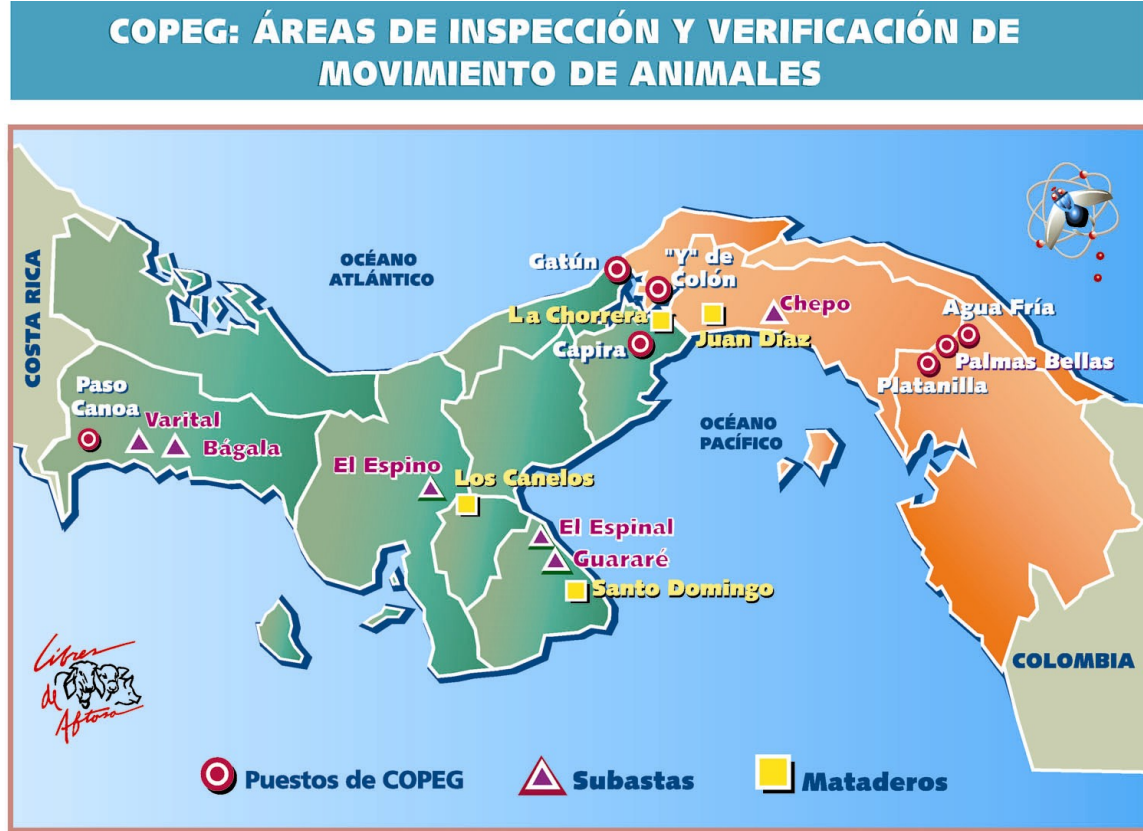 COPEG: ÁREAS DE INSPECCIÓN Y VERIFICACIÓN DE
MOVIMIENTO DE ANIMALES
COSTA RICA
OCÉANO
ATLÁNTICO
Gatún
"Y" de
Colón
La Chorrera
Capira
Juan Díaz
Chepo
Agua Fría
Palmas Bellas
Platanilla
OCÉANO
PACÍFICO
Paso
Canoa
Varital
Bágala
El Espino
Los Canelos
El Espinal
Guararé
Santo Domingo
COLOMBIA
Libres
de
Aftosa
Puestos de COPEG
Subastas
Mataderos